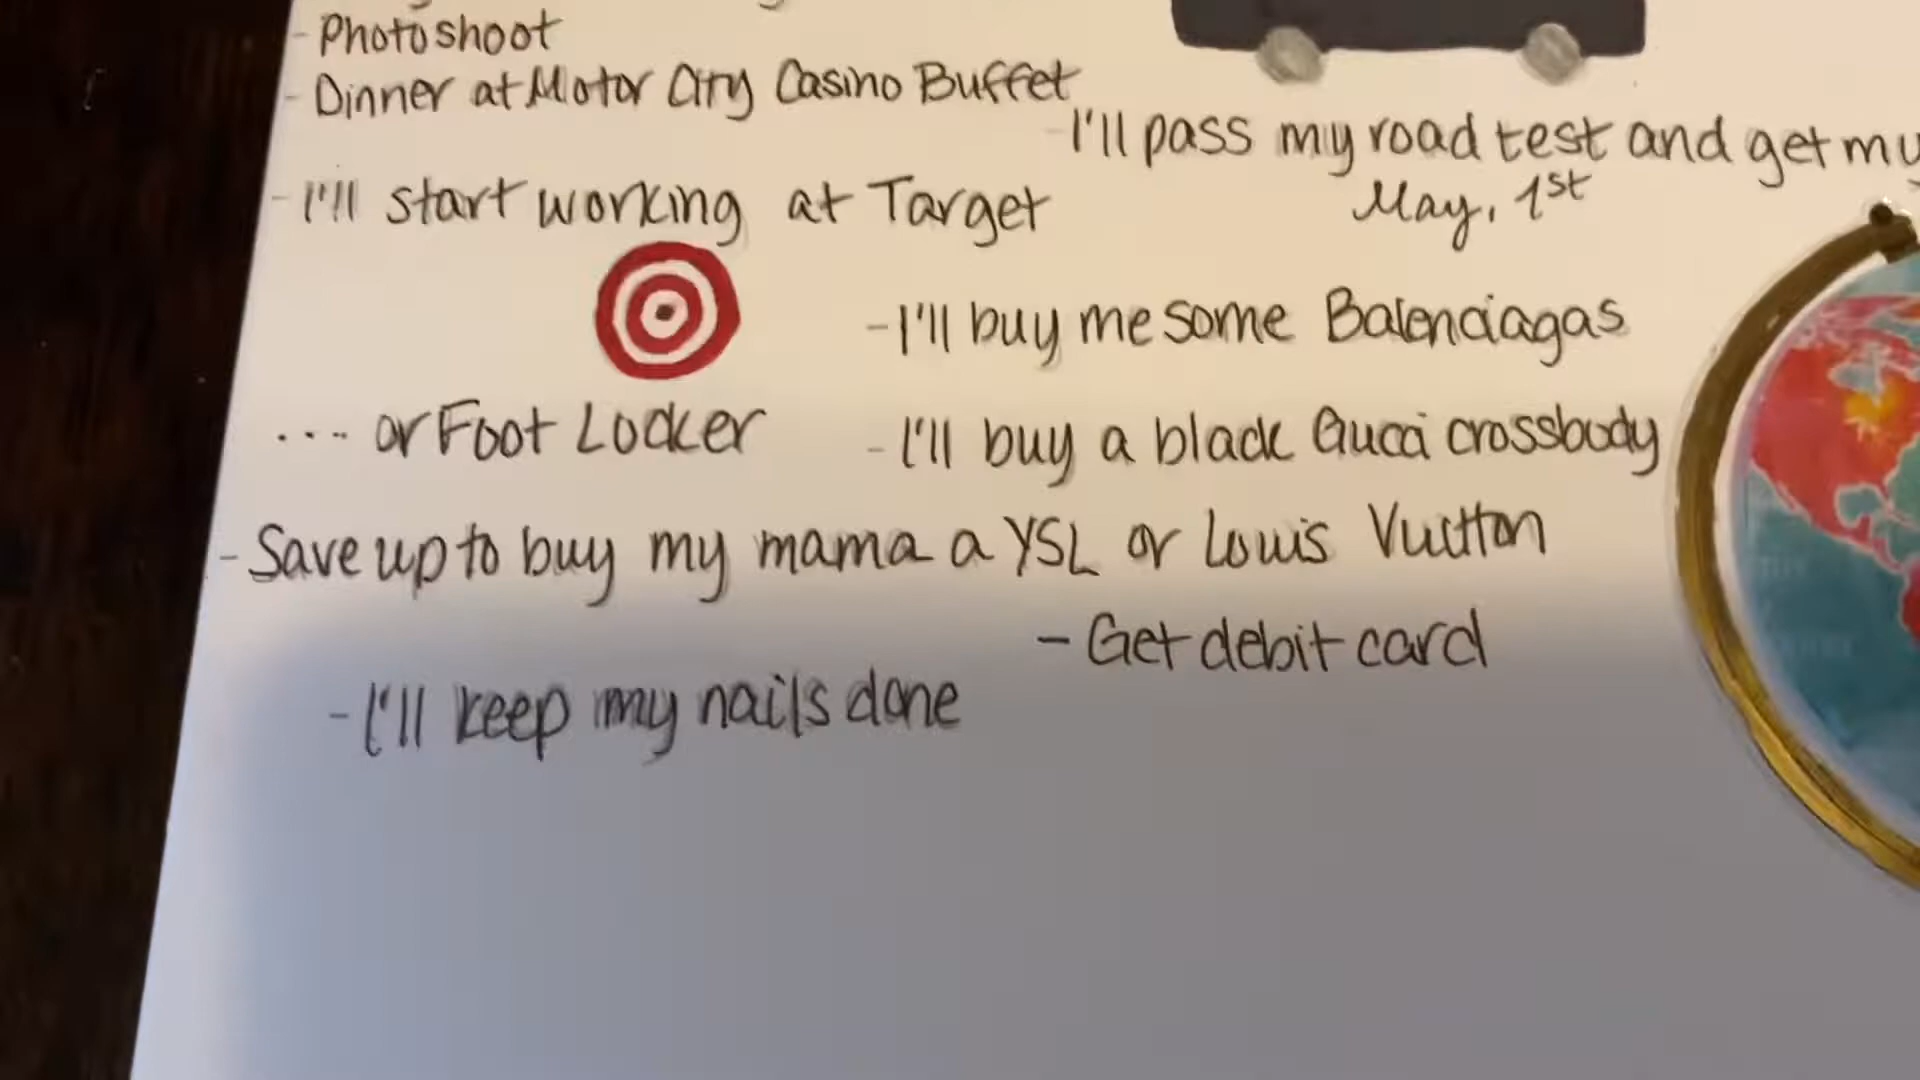 - Photoshoot
- Dinner at Motor City Casino Buffet
- I'll pass my road test and get my
May, 1st
- I'll start working at Target
- I'll buy me some Balenciagas
.... or Foot Locker
- I'll buy a black Gucci crossbody
- Save up to buy my mama a YSL or Louis Vuitton
- Get debit card
- I'll keep my nails done